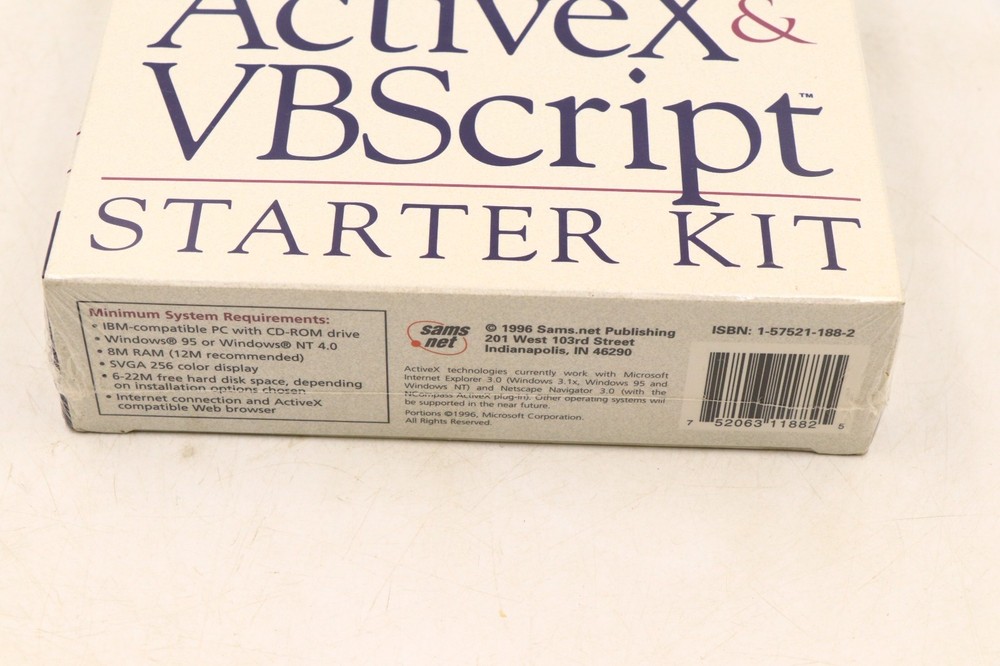 ActiveX &
VBScript™
STARTER KIT
Minimum System Requirements:
• IBM-compatible PC with CD-ROM drive
• Windows® 95 or Windows® NT 4.0
• 8M RAM (12M recommended)
• SVGA 256 color display
• 6-22M free hard disk space, depending
on installation options chosen
• Internet connection and ActiveX
compatible Web browser
sams
net
© 1996 Sams.net Publishing
201 West 103rd Street
Indianapolis, IN 46290
ActiveX technologies currently work with Microsoft
Internet Explorer 3.0 (Windows 3.1x, Windows 95 and
Windows NT) and Netscape Navigator 3.0 (with the
NCompass ActiveX plug-in). Other operating systems will
be supported in the near future.
Portions ©1996, Microsoft Corporation.
All Rights Reserved.
ISBN: 1-57521-188-2
7 52063 11882 5